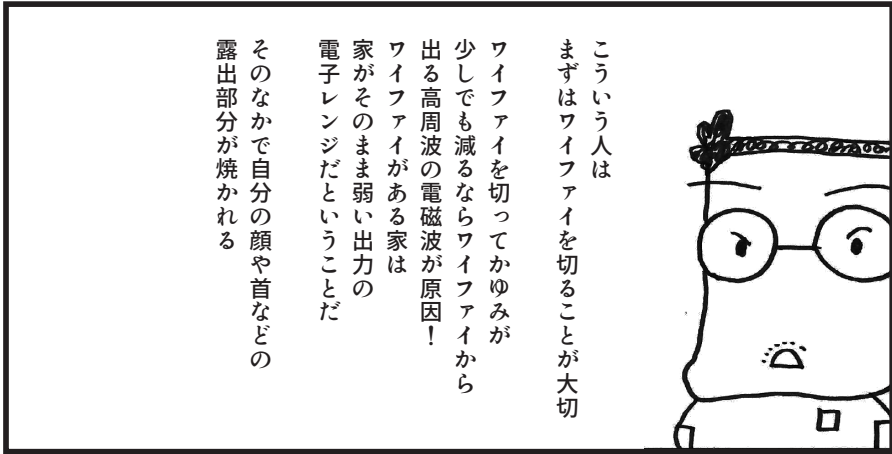 こういう人は
まずはワイファイを切ることが大切
ワイファイを切ってかゆみが
少しでも減るならワイファイから
出る高周波の電磁波が原因！
ワイファイがある家は
家がそのまま弱い出力の
電子レンジだということだ
そのなかで自分の顔や首などの
露出部分が焼かれる